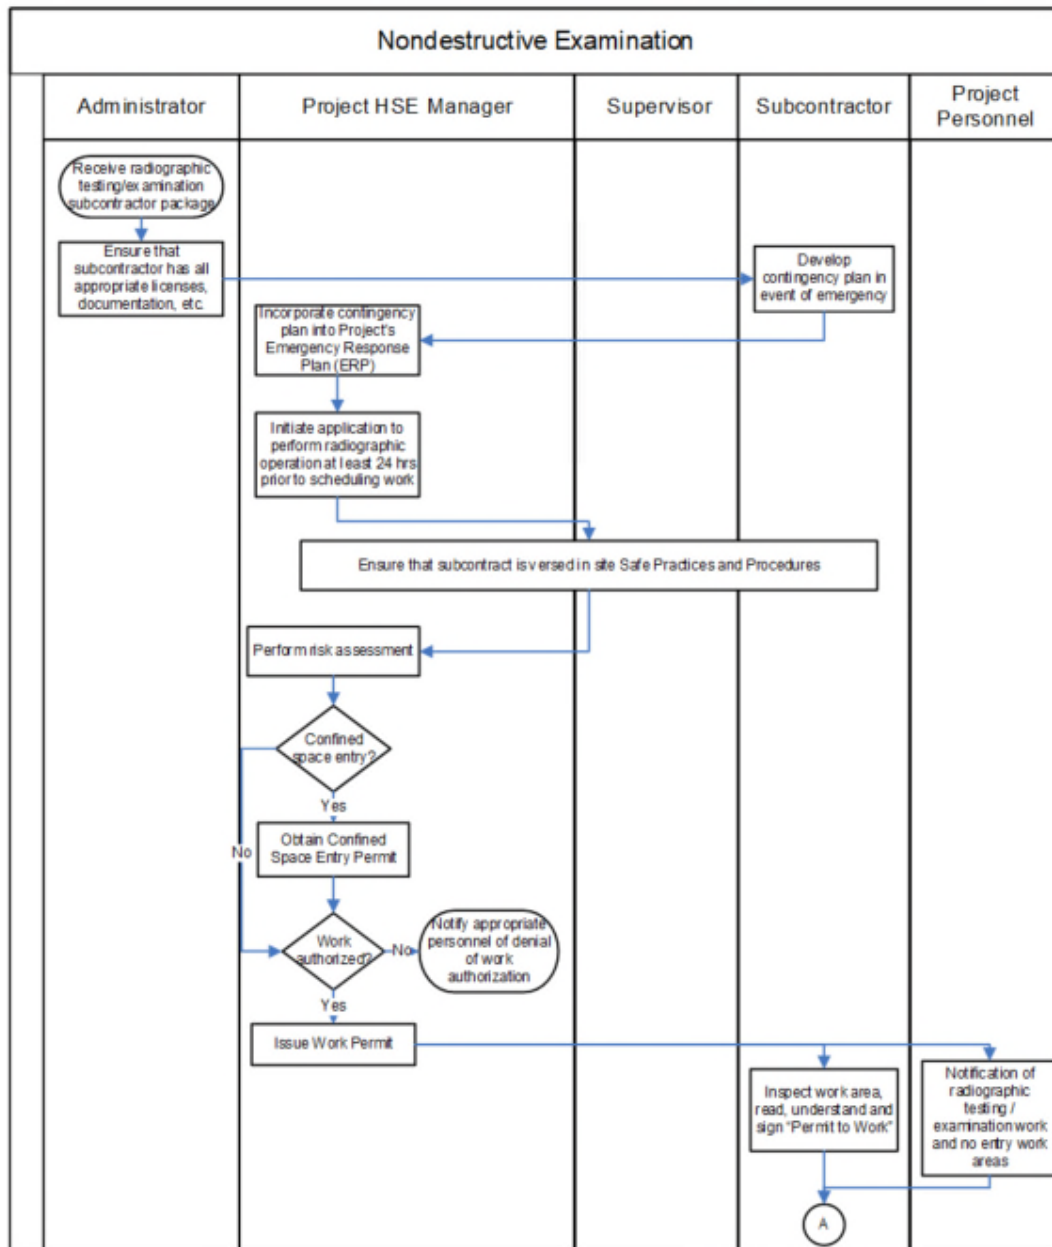 Nondestructive Examination
Administrator
Project HSE Manager
Supervisor
Subcontractor
Project
Personnel
Receive radiographic
testing/examination
subcontractor package
Ensure that
subcontractor has all
appropriate licenses,
documentation, etc.
Develop
contingency plan in
event of emergency
Incorporate contingency
plan into Project's
Emergency Response
Plan (ERP)
Initiate application to
perform radiographic
operation at least 24 hrs
prior to scheduling work
Ensure that subcontract is versed in site Safe Practices and Procedures
Perform risk assessment
Confined
space entry?
Yes
No
Obtain Confined
Space Entry Permit
Work
authorized?
No
Notify appropriate
personnel of denial
of work
authorization
Yes
Issue Work Permit
Inspect work area,
read, understand and
sign "Permit to Work"
Notification of
radiographic
testing /
examination work
and no entry work
areas
A